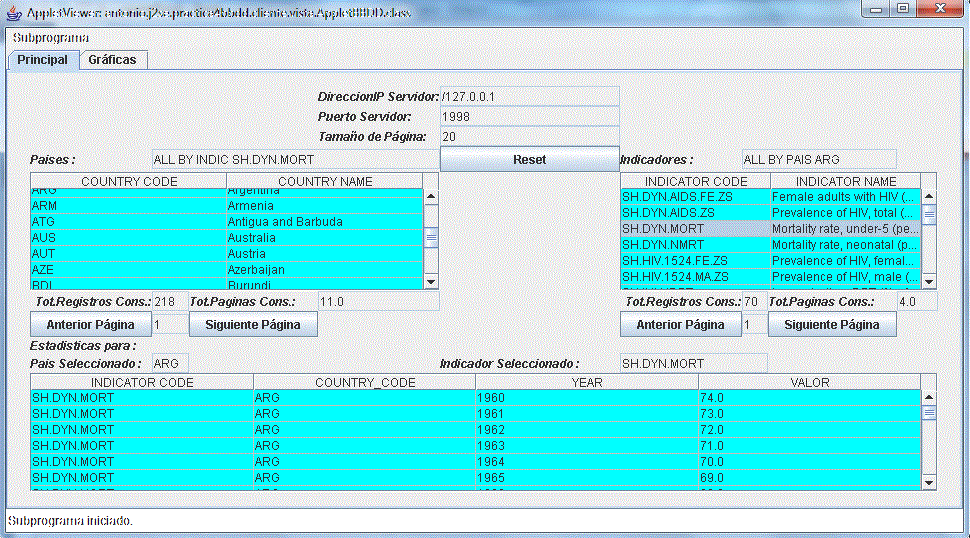 AppletViewer: antonio.j2se.practica4bbdd.cliente.vista.AppletBBDD.class
Subprograma
Principal Gráficas
DireccionIP Servidor: /127.0.0.1
Puerto Servidor: 1998
Tamaño de Página: 20
Paises : ALL BY INDIC SH.DYN.MORT Reset Indicadores : ALL BY PAIS ARG
COUNTRY CODE COUNTRY NAME INDICATOR CODE INDICATOR NAME
ARG Argentina SH.DYN.AIDS.FE.ZS Female adults with HIV (...
ARM Armenia SH.DYN.AIDS.ZS Prevalence of HIV, total (...
ATG Antigua and Barbuda SH.DYN.MORT Mortality rate, under-5 (pe...
AUS Australia SH.DYN.NMRT Mortality rate, neonatal (p...
AUT Austria SH.HIV.1524.FE.ZS Prevalence of HIV, femal...
AZE Azerbaijan SH.HIV.1524.MA.ZS Prevalence of HIV, male (...
BDI Burundi
Tot.Registros Cons.: 218 Tot.Paginas Cons.: 11.0 Tot.Registros Cons.: 70 Tot.Paginas Cons.: 4.0
Anterior Página 1 Siguiente Página Anterior Página 1 Siguiente Página
Estadisticas para :
Pais Seleccionado : ARG Indicador Seleccionado : SH.DYN.MORT
INDICATOR CODE COUNTRY_CODE YEAR VALOR
SH.DYN.MORT ARG 1960 74.0
SH.DYN.MORT ARG 1961 73.0
SH.DYN.MORT ARG 1962 72.0
SH.DYN.MORT ARG 1963 71.0
SH.DYN.MORT ARG 1964 70.0
SH.DYN.MORT ARG 1965 69.0
SH.DYN.MORT ARG
Subprograma iniciado.